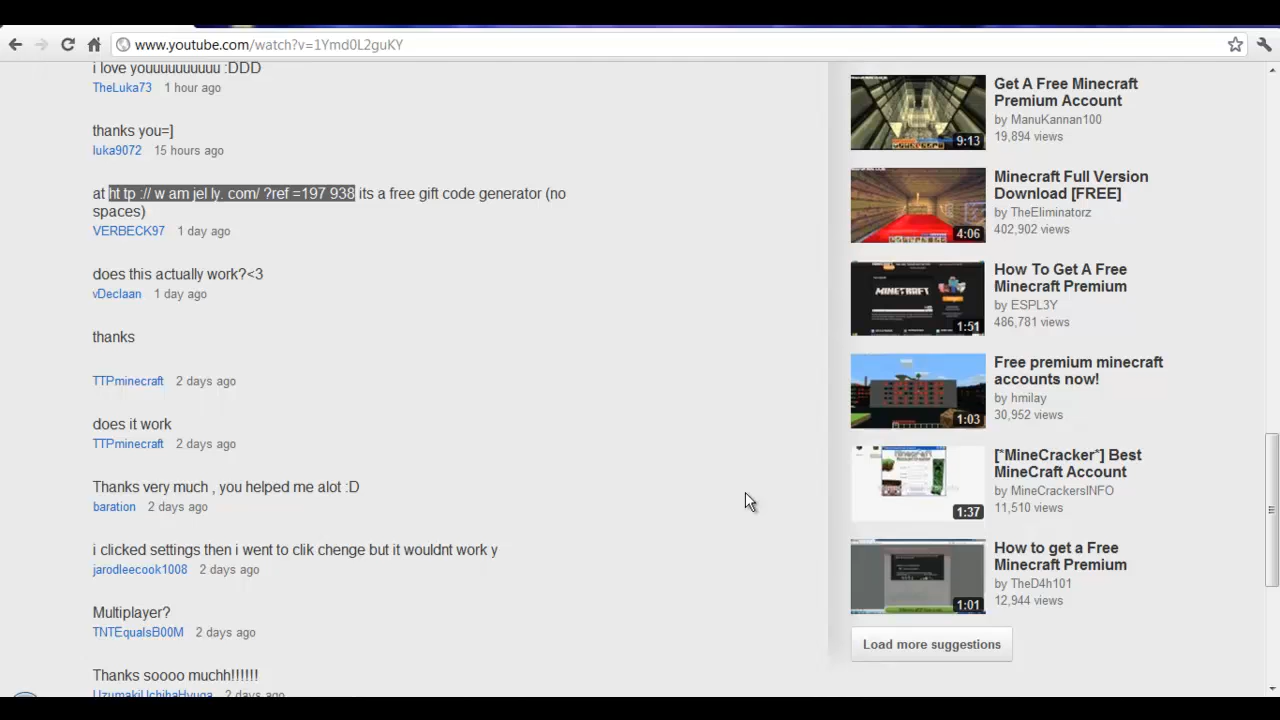 www.youtube.com/watch?v=1Ymd0L2guKY
i love youuuuuuuuuu :DDD
TheLuka73 1 hour ago
thanks you=]
luka9072 15 hours ago
at ht tp :// w am jel ly. com/ ?ref =197 938 its a free gift code generator (no
spaces)
VERBECK97 1 day ago
does this actually work?<3
vDeclaan 1 day ago
thanks
TTPminecraft 2 days ago
does it work
TTPminecraft 2 days ago
Thanks very much , you helped me alot :D
baration 2 days ago
i clicked settings then i went to clik chenge but it wouldnt work y
jarodleecook1008 2 days ago
Multiplayer?
TNTEqualsB00M 2 days ago
Thanks soooo muchh!!!!!!
UzumakiUchihaHyuga 2 days ago
Get A Free Minecraft
Premium Account
by ManuKannan100
19,894 views
9:13
Minecraft Full Version
Download [FREE]
by TheEliminatorz
402,902 views
4:06
How To Get A Free
Minecraft Premium
by ESPL3Y
486,781 views
MINECRAFT
1:51
Free premium minecraft
accounts now!
by hmilay
30,952 views
1:03
[*MineCracker*] Best
MineCraft Account
by MineCrackersINFO
11,510 views
1:37
How to get a Free
Minecraft Premium
by TheD4h101
12,944 views
1:01
Load more suggestions